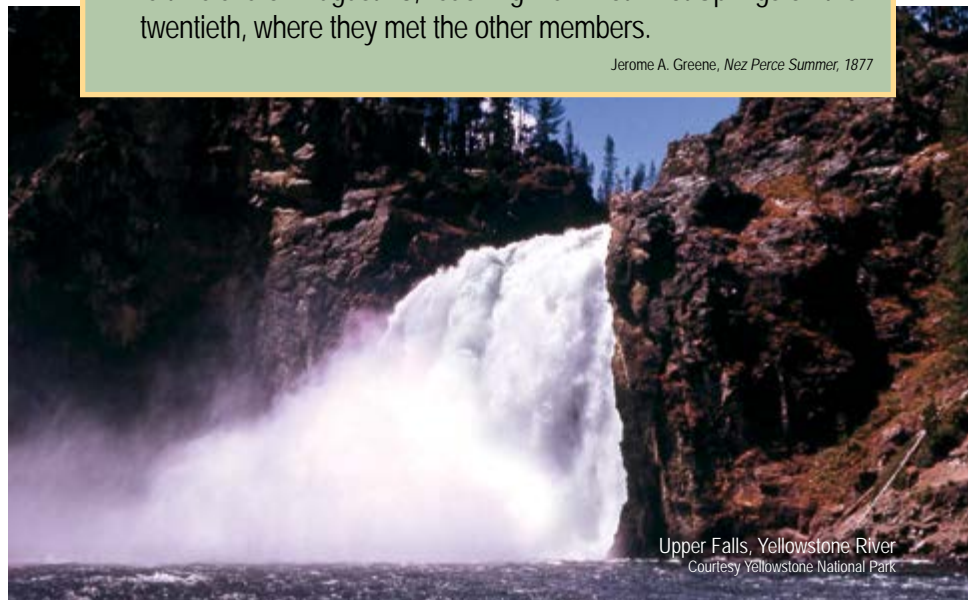 twentieth, where they met the other members.
Jerome A. Greene, Nez Perce Summer, 1877
Upper Falls, Yellowstone River
Courtesy Yellowstone National Park